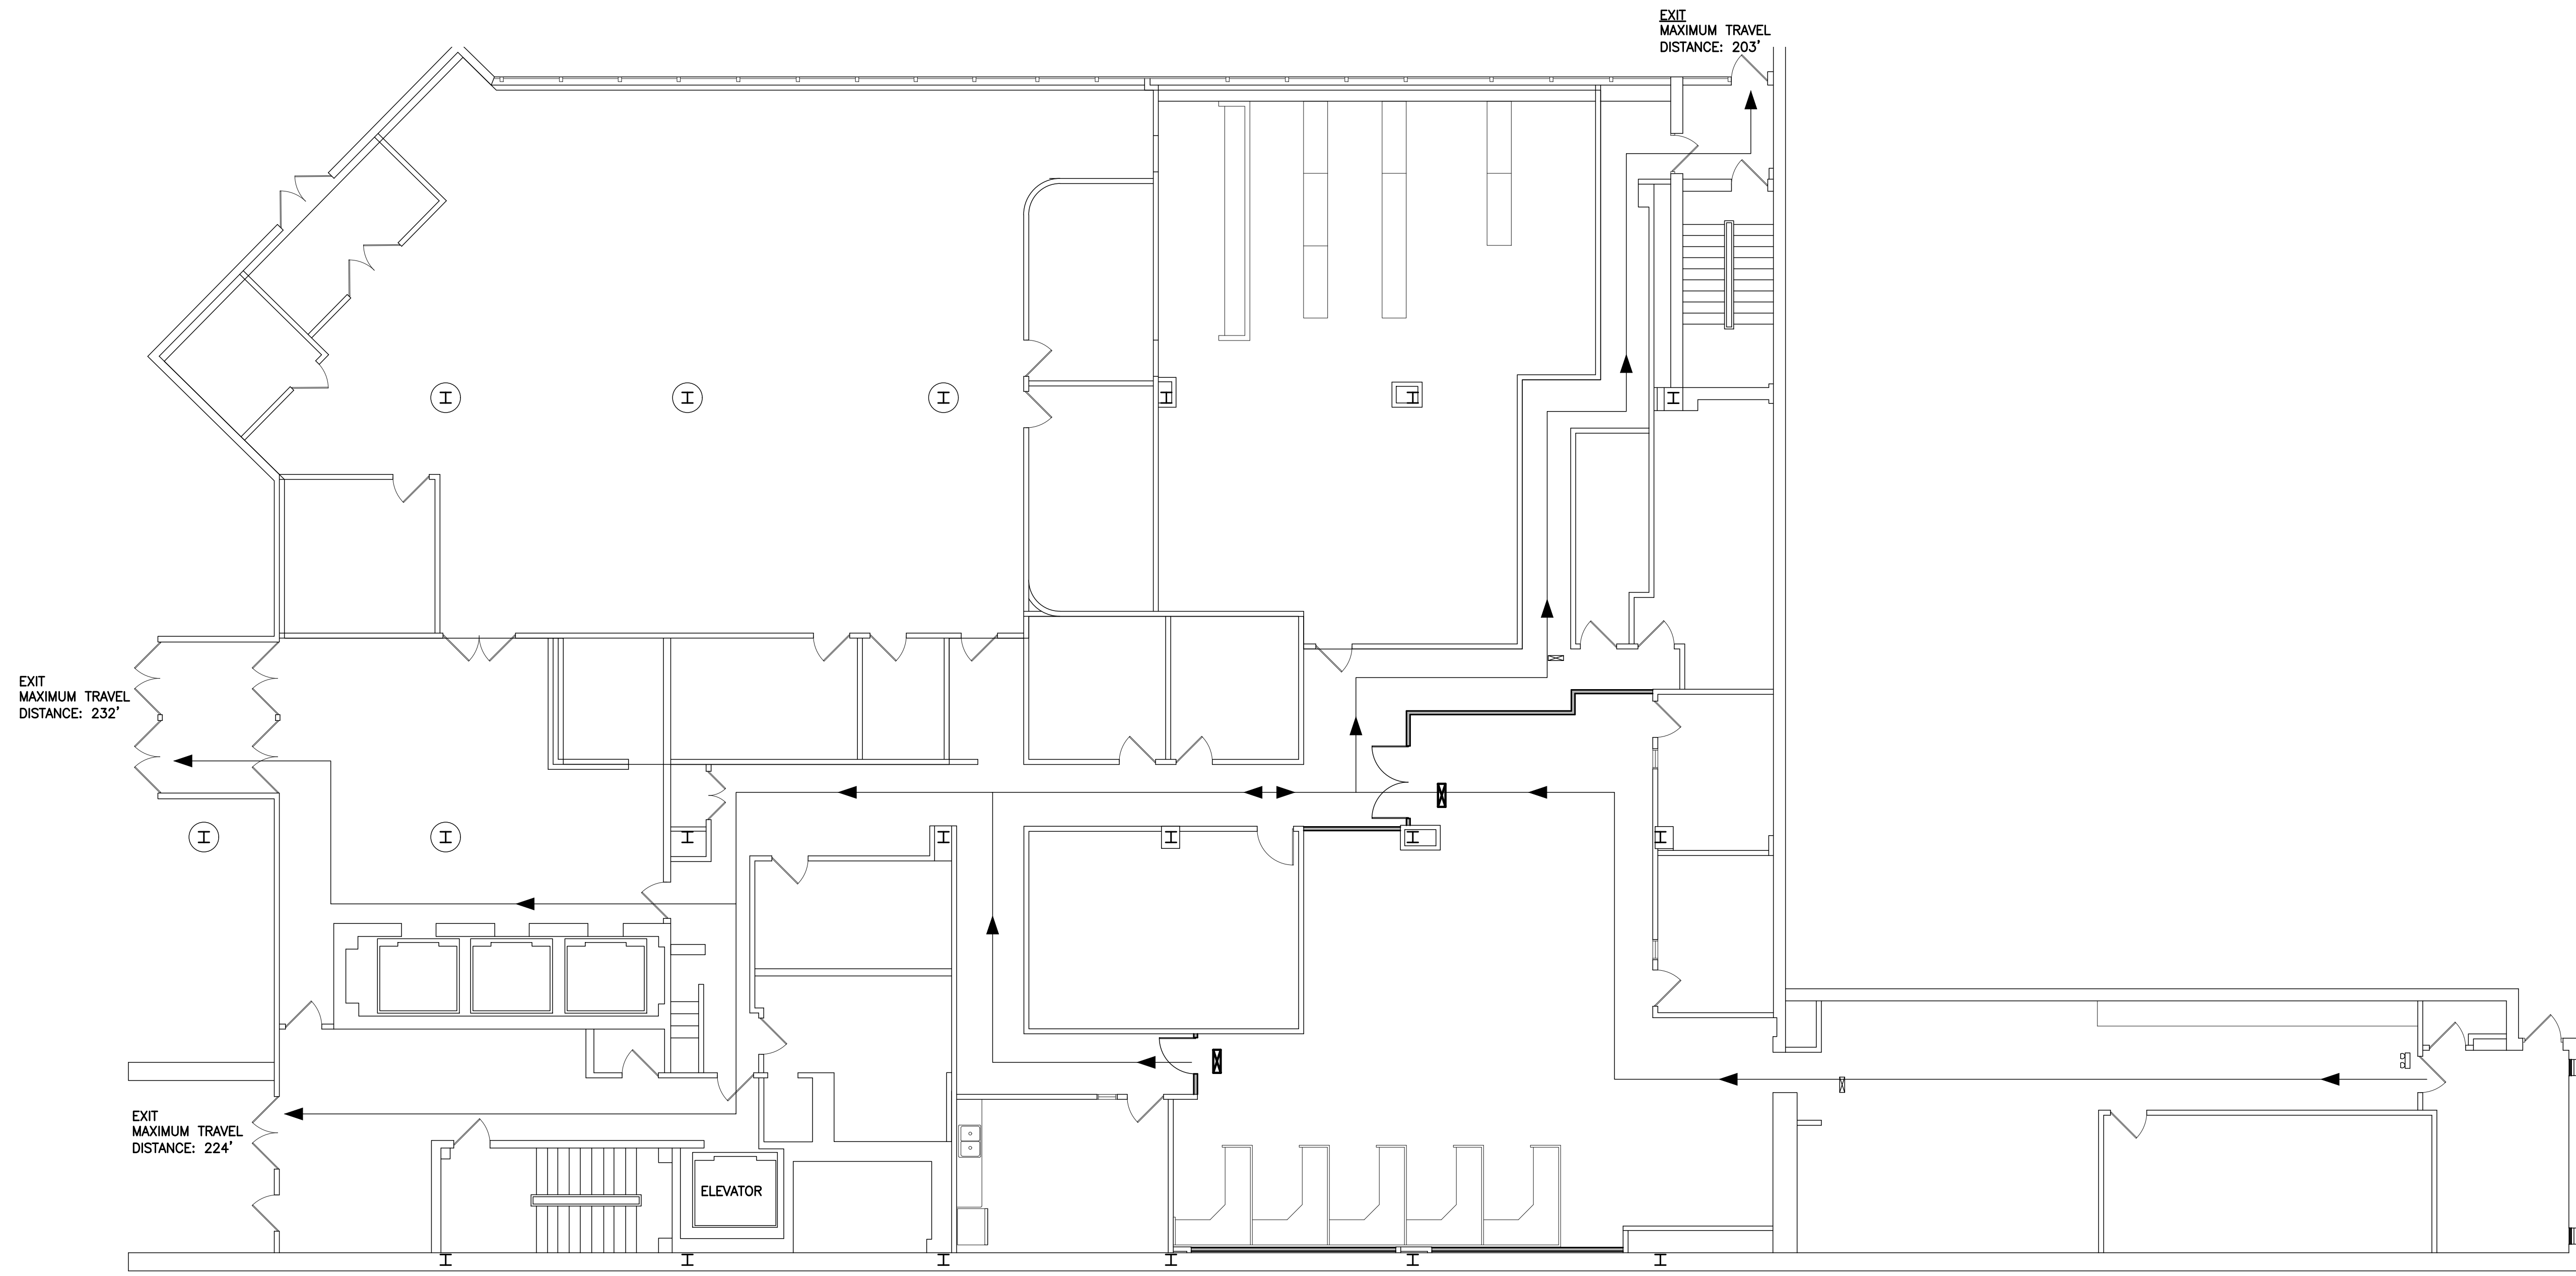 EXIT
MAXIMUM TRAVEL
DISTANCE: 203'
EXIT
MAXIMUM TRAVEL
DISTANCE: 232'
EXIT
MAXIMUM TRAVEL
DISTANCE: 224'
ELEVATOR